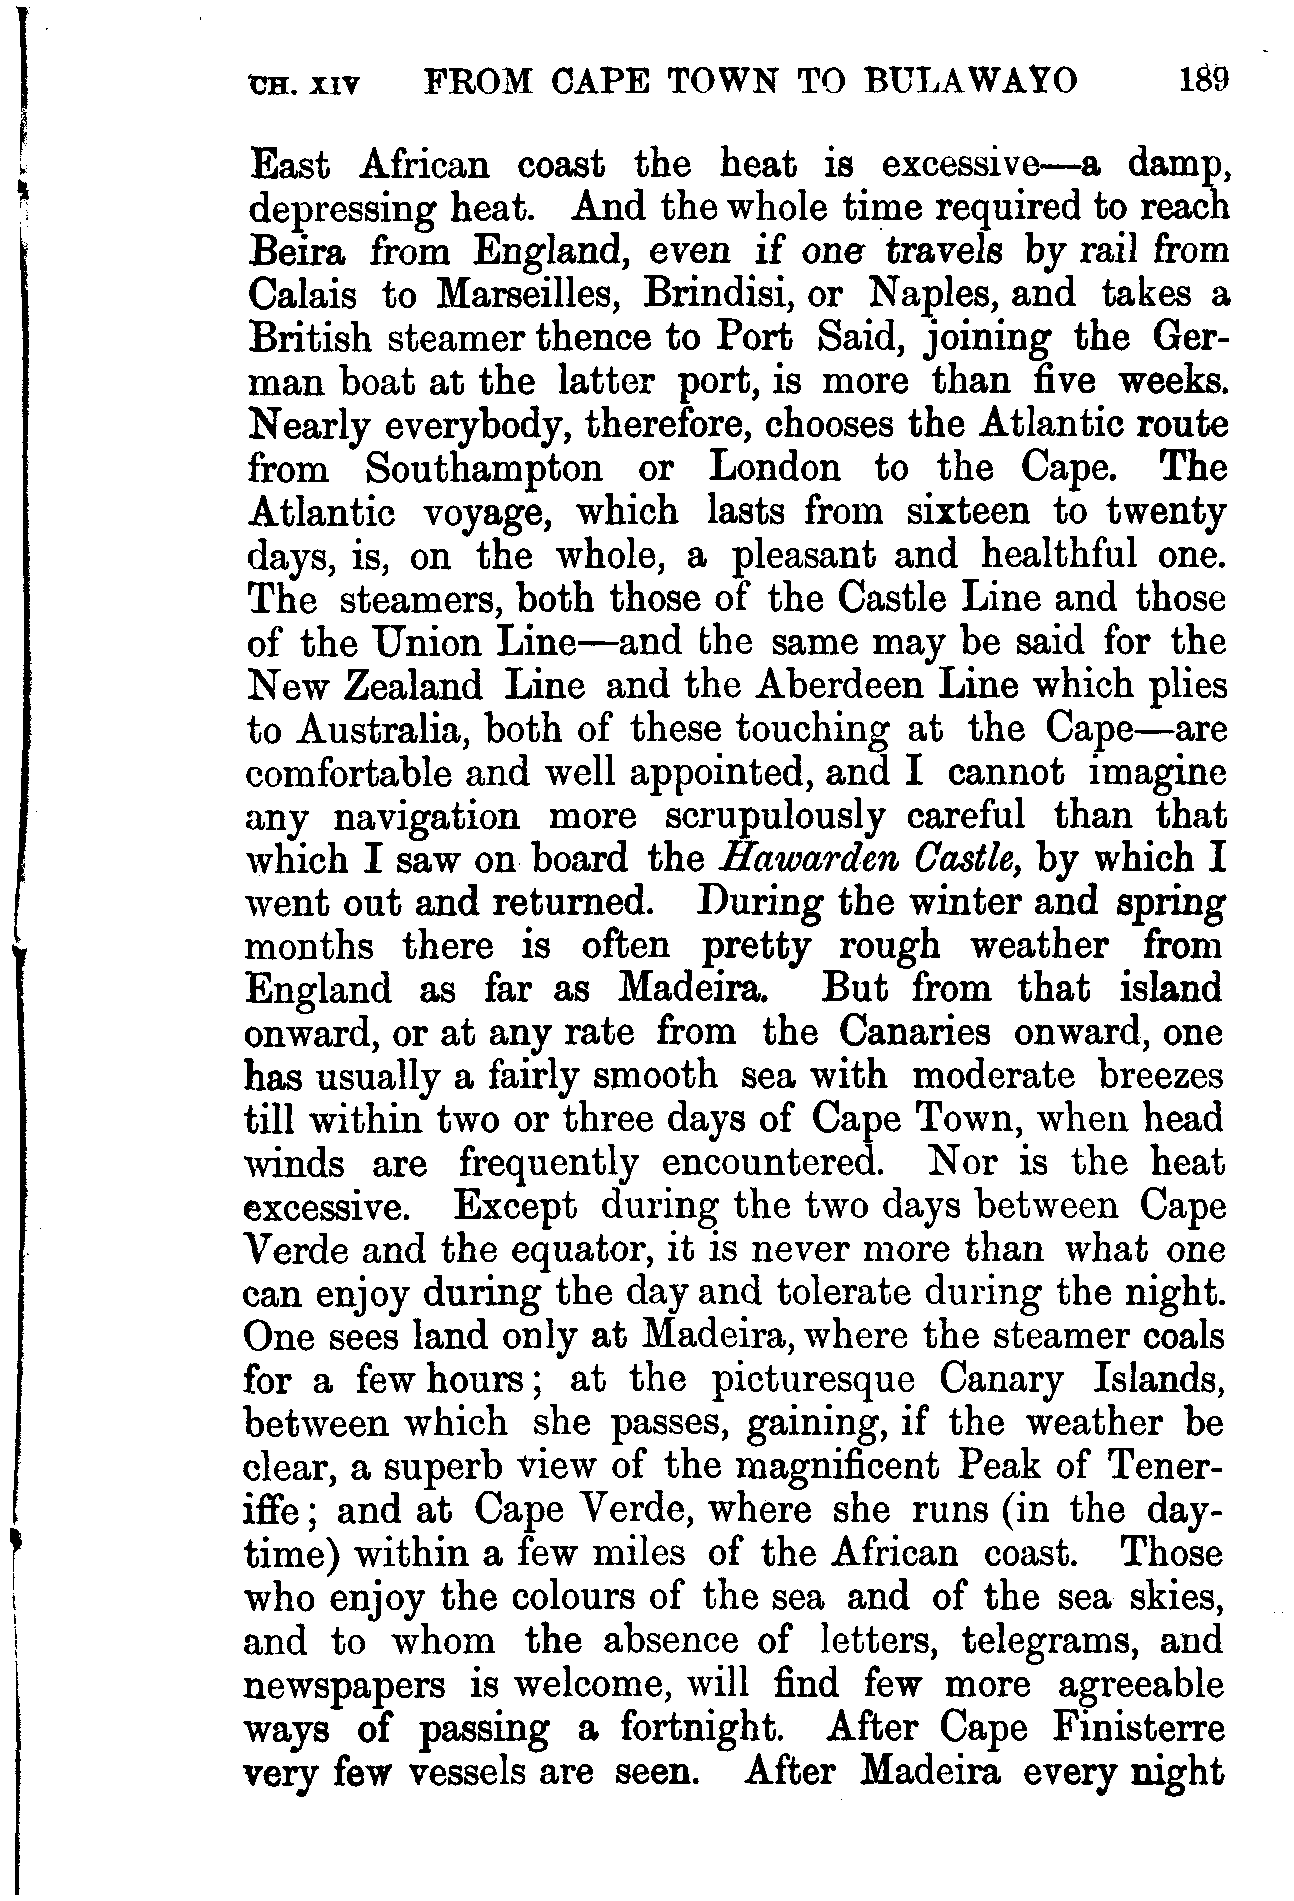 CH. XIV FROM CAPE TOWN TO BULAWAYO 189
East African coast the heat is excessive—a damp,
depressing heat. And the whole time required to reach
Beira from England, even if one travels by rail from
Calais to Marseilles, Brindisi, or Naples, and takes a
British steamer thence to Port Said, joining the Ger-
man boat at the latter port, is more than five weeks.
Nearly everybody, therefore, chooses the Atlantic route
from Southampton or London to the Cape. The
Atlantic voyage, which lasts from sixteen to twenty
days, is, on the whole, a pleasant and healthful one.
The steamers, both those of the Castle Line and those
of the Union Line—and the same may be said for the
New Zealand Line and the Aberdeen Line which plies
to Australia, both of these touching at the Cape—are
comfortable and well appointed, and I cannot imagine
any navigation more scrupulously careful than that
which I saw on board the Hawarden Castle, by which I
went out and returned. During the winter and spring
months there is often pretty rough weather from
England as far as Madeira. But from that island
onward, or at any rate from the Canaries onward, one
has usually a fairly smooth sea with moderate breezes
till within two or three days of Cape Town, when head
winds are frequently encountered. Nor is the heat
excessive. Except during the two days between Cape
Verde and the equator, it is never more than what one
can enjoy during the day and tolerate during the night.
One sees land only at Madeira, where the steamer coals
for a few hours; at the picturesque Canary Islands,
between which she passes, gaining, if the weather be
clear, a superb view of the magnificent Peak of Tener-
iffe; and at Cape Verde, where she runs (in the day-
time) within a few miles of the African coast. Those
who enjoy the colours of the sea and of the sea skies,
and to whom the absence of letters, telegrams, and
newspapers is welcome, will find few more agreeable
ways of passing a fortnight. After Cape Finisterre
very few vessels are seen. After Madeira every night